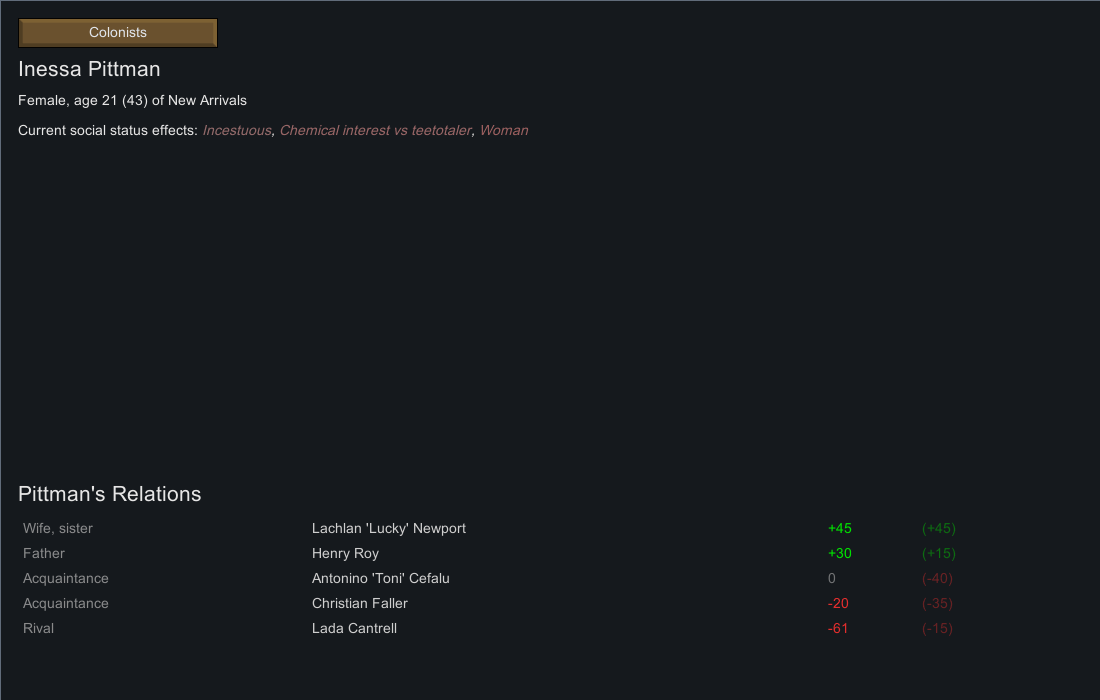 Colonists
Inessa Pittman
Female, age 21 (43) of New Arrivals
Current social status effects: Incestuous, Chemical interest vs teetotaler, Woman
Pittman's Relations
Wife, sister Lachlan 'Lucky' Newport +45 (+45)
Father Henry Roy +30 (+15)
Acquaintance Antonino 'Toni' Cefalu 0 (-40)
Acquaintance Christian Faller -20 (-35)
Rival Lada Cantrell -61 (-15)